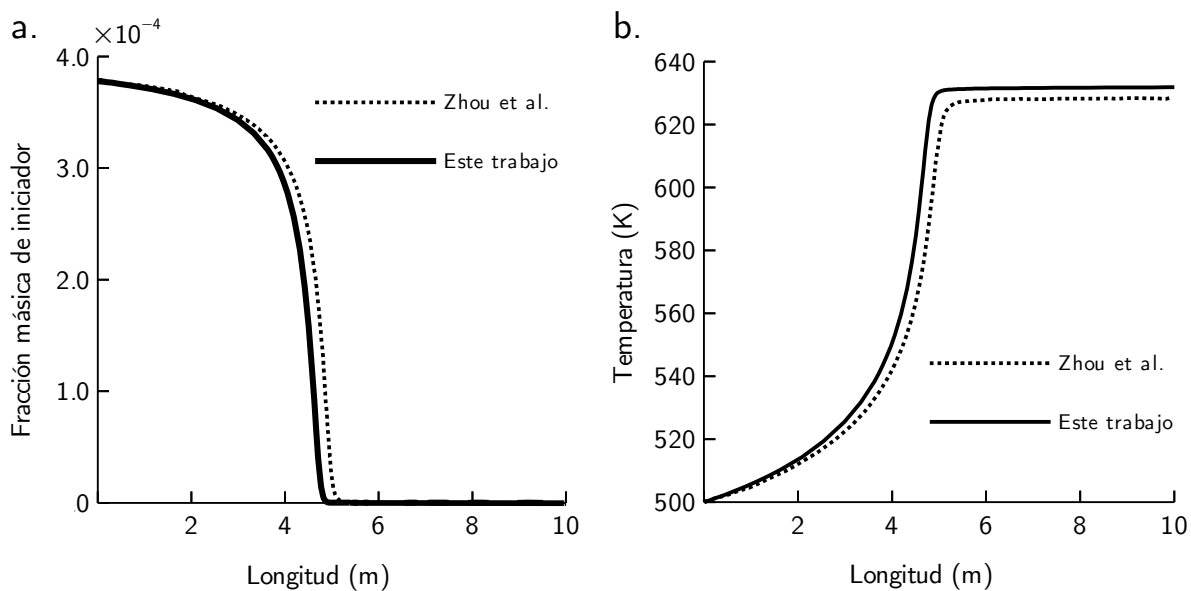 a.
×10⁻⁴
4.0
3.0
2.0
1.0
0
2
4
6
8
10
Fracción másica de iniciador
Longitud (m)
Zhou et al.
Este trabajo
b.
640
620
600
580
560
540
520
500
2
4
6
8
10
Temperatura (K)
Longitud (m)
Zhou et al.
Este trabajo